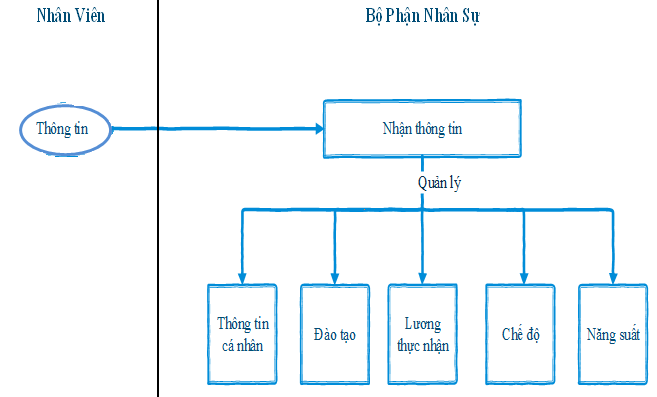 Nhân Viên
Bộ Phận Nhân Sự
Thông tin
Nhận thông tin
Quản lý
Thông tin
cá nhân
Đào tạo
Lương
thực nhận
Chế độ
Năng suất